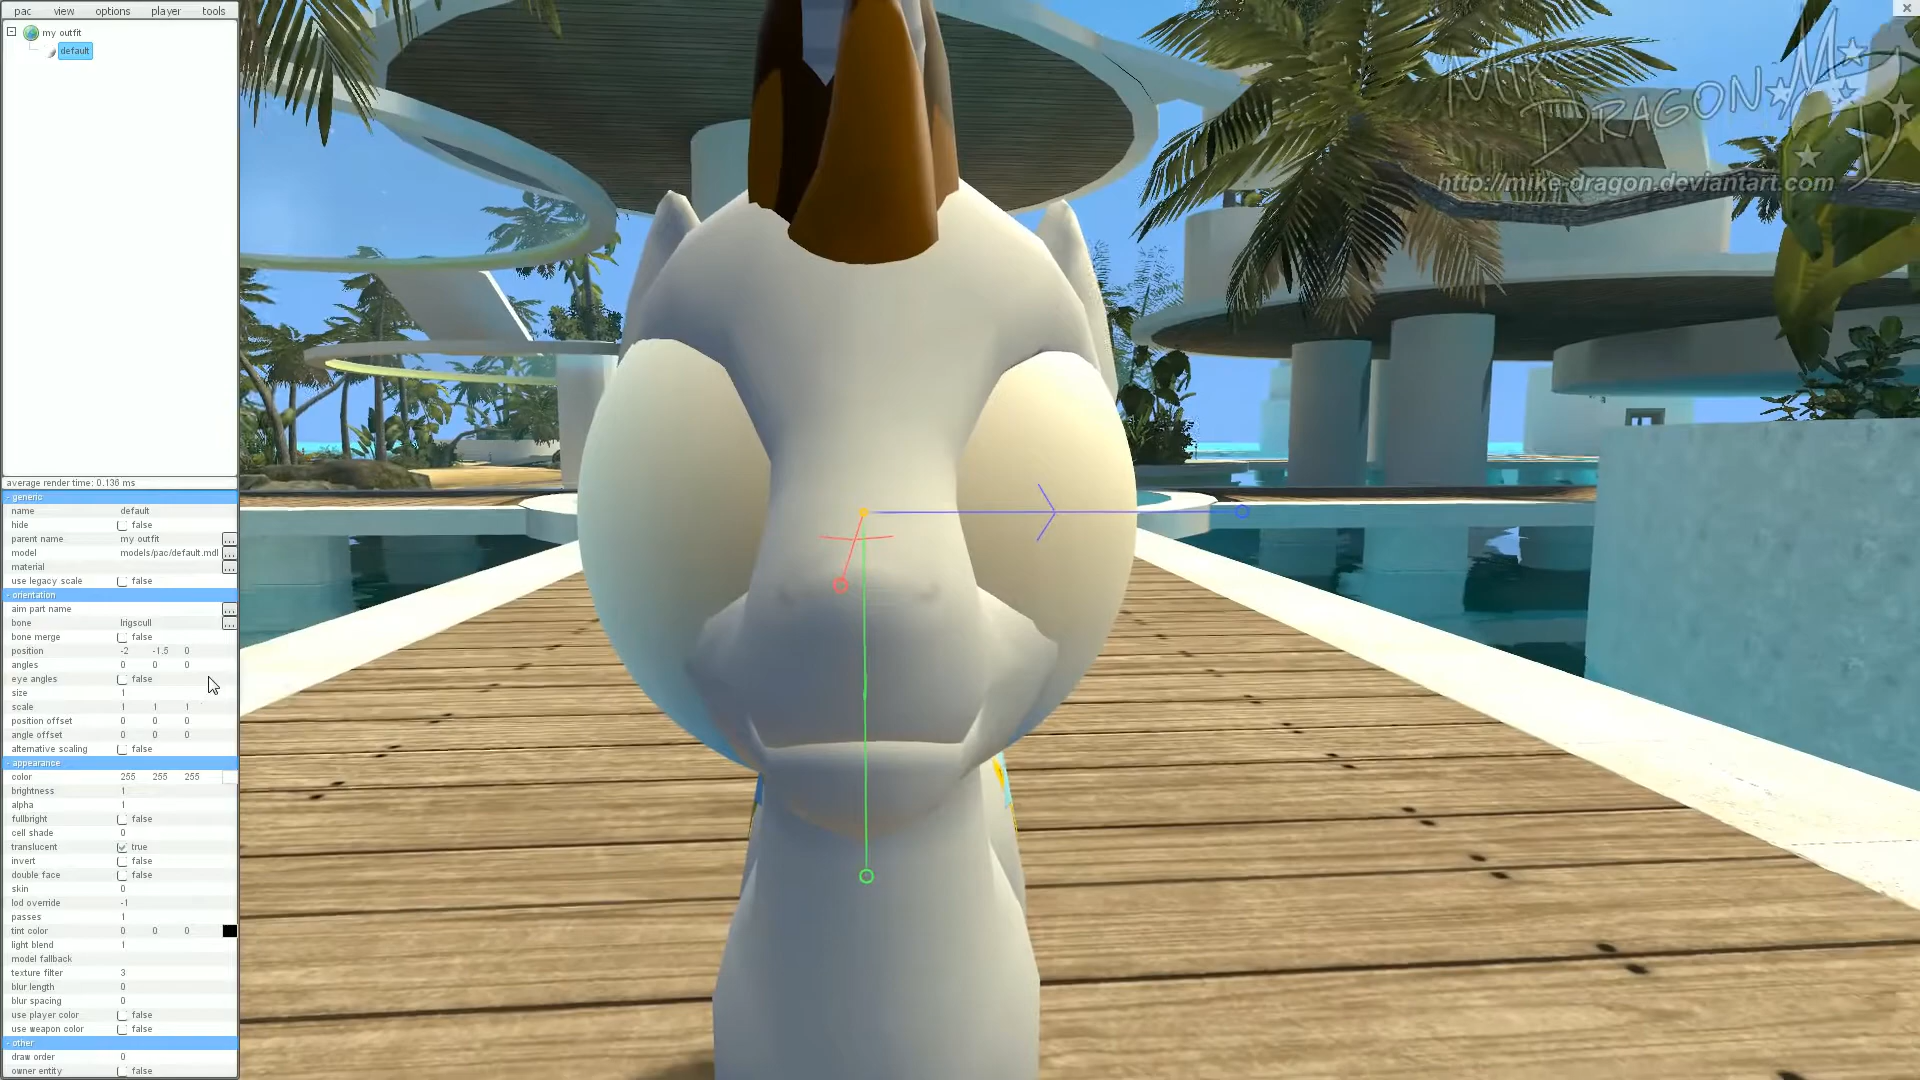 pac view options player tools
my outfit
default
average render time: 0.136 ms
- generic
name default
hide false
parent name my outfit ...
model models/pac/default.mdl ...
material ...
use legacy scale false
- orientation
aim part name ...
bone lrigscull ...
bone merge false
position -2 -1.5 0
angles 0 0 0
eye angles false
size 1
scale 1 1 1
position offset 0 0 0
angle offset 0 0 0
alternative scaling false
- appearance
color 255 255 255
brightness 1
alpha 1
fullbright false
cell shade 0
translucent true
invert false
double face false
skin 0
lod override -1
passes 1
tint color 0 0 0
light blend 1
model fallback
texture filter 3
blur length 0
blur spacing 0
use player color false
use weapon color false
- other
draw order 0
owner entity false
MIKE
DRAGON
MD
http://mike-dragon.deviantart.com